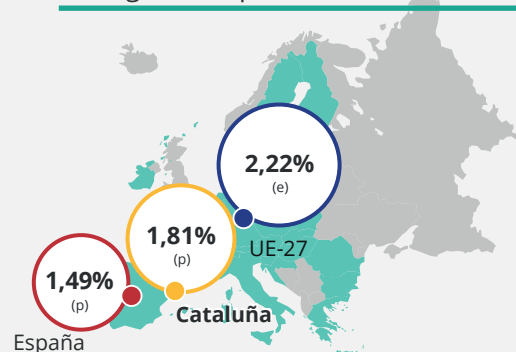 2,22%
(e)
UE-27
1,81%
(p)
Cataluña
1,49%
(p)
España